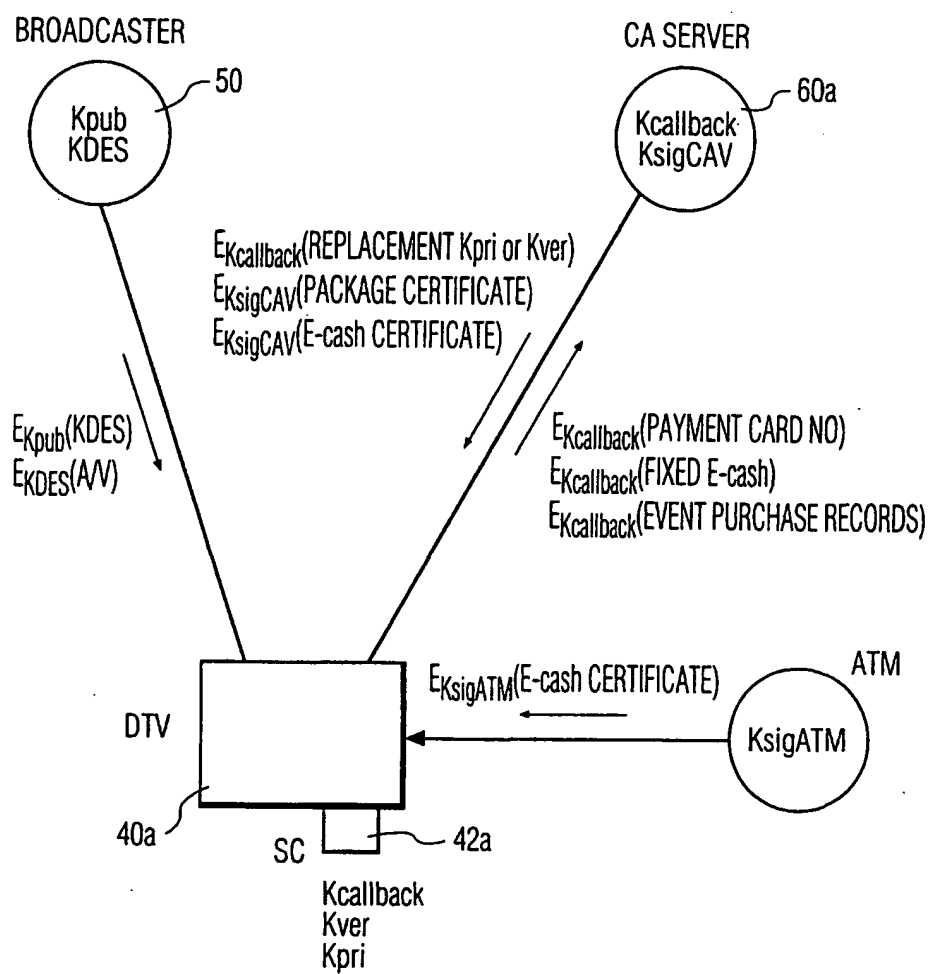 BROADCASTER
50
Kpub
KDES
CA SERVER
60a
Kcallback
KsigCAV
EKcallback(REPLACEMENT Kpri or Kver)
EKsigCAV(PACKAGE CERTIFICATE)
EKsigCAV(E-cash CERTIFICATE)
EKpub(KDES)
EKDES(A/V)
EKcallback(PAYMENT CARD NO)
EKcallback(FIXED E-cash)
EKcallback(EVENT PURCHASE RECORDS)
EKsigATM(E-cash CERTIFICATE)
ATM
KsigATM
DTV
40a
SC
42a
Kcallback
Kver
Kpri